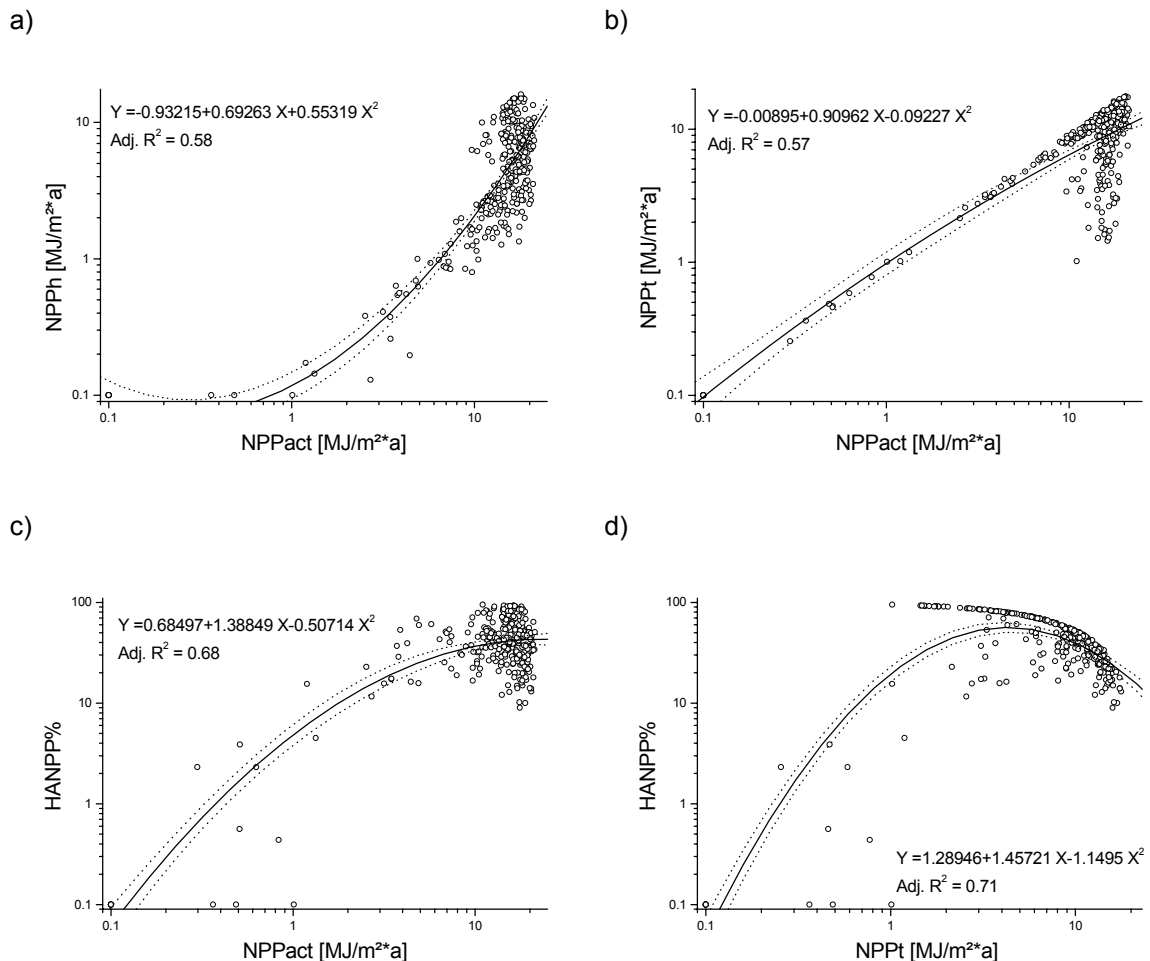 a)
Y =-0.93215+0.69263 X+0.55319 X²
Adj. R² = 0.58
10
1
0.1
0.1
1
10
NPPh [MJ/m²*a]
NPPact [MJ/m²*a]
b)
Y =-0.00895+0.90962 X-0.09227 X²
Adj. R² = 0.57
10
1
0.1
0.1
1
10
NPPt [MJ/m²*a]
NPPact [MJ/m²*a]
c)
100
Y =0.68497+1.38849 X-0.50714 X²
Adj. R² = 0.68
10
1
0.1
0.1
1
10
HANPP%
NPPact [MJ/m²*a]
d)
100
10
1
Y =1.28946+1.45721 X-1.1495 X²
Adj. R² = 0.71
0.1
0.1
1
10
HANPP%
NPPt [MJ/m²*a]